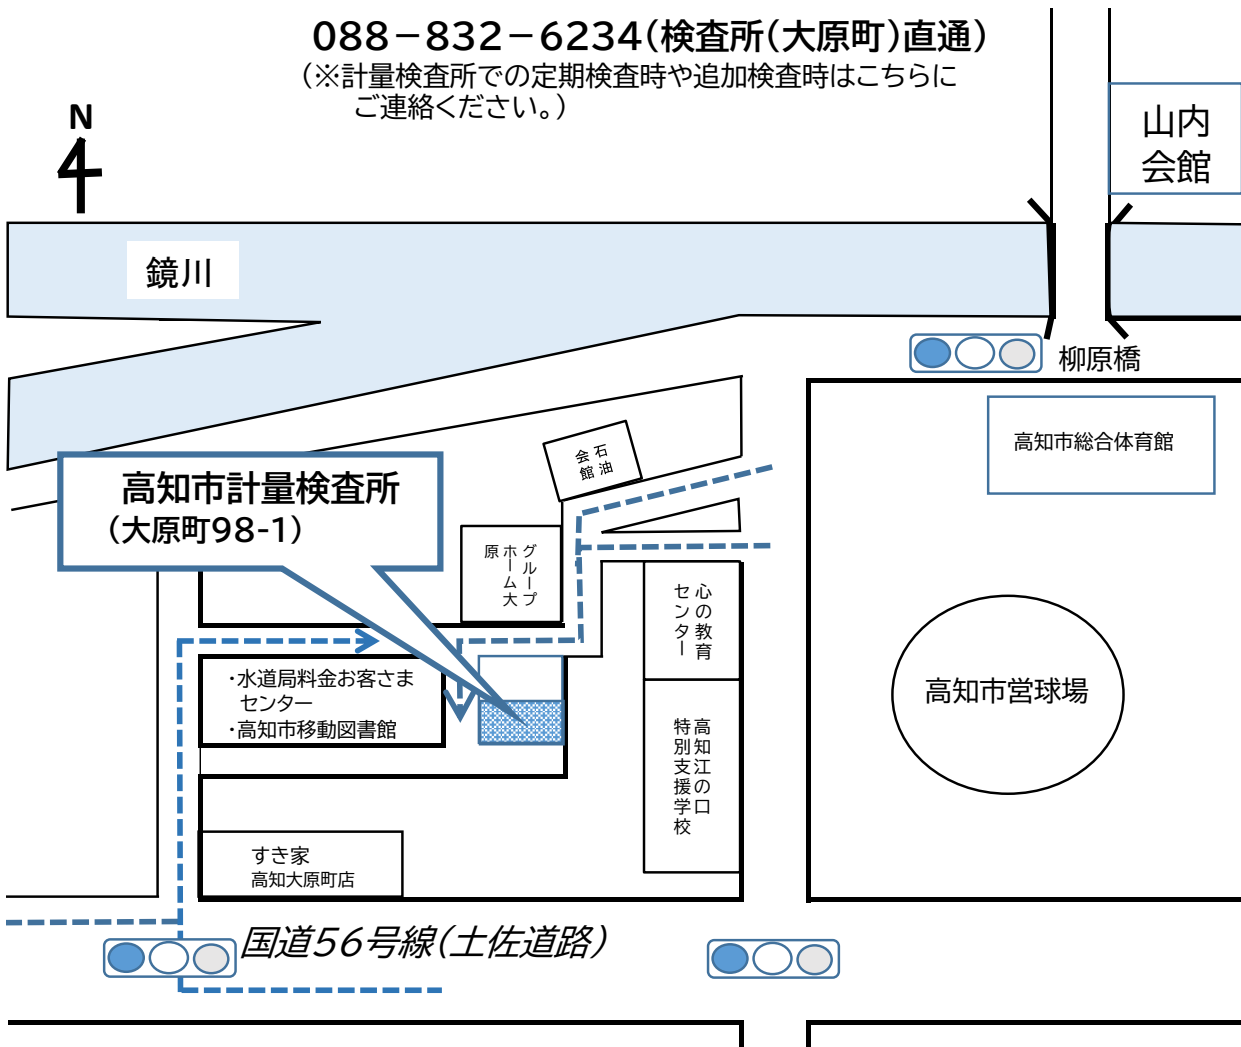 088－832－6234(検査所(大原町)直通)
(※計量検査所での定期検査時や追加検査時はこちらに
ご連絡ください。)
N
山内
会館
鏡川
柳原橋
高知市総合体育館
石油
会館
高知市計量検査所
(大原町98-1)
グループ
ホーム大
原
心の教育
センター
・水道局料金お客さま
センター
・高知市移動図書館
高知市営球場
高知江の口
特別支援学校
すき家
高知大原町店
国道56号線(土佐道路)